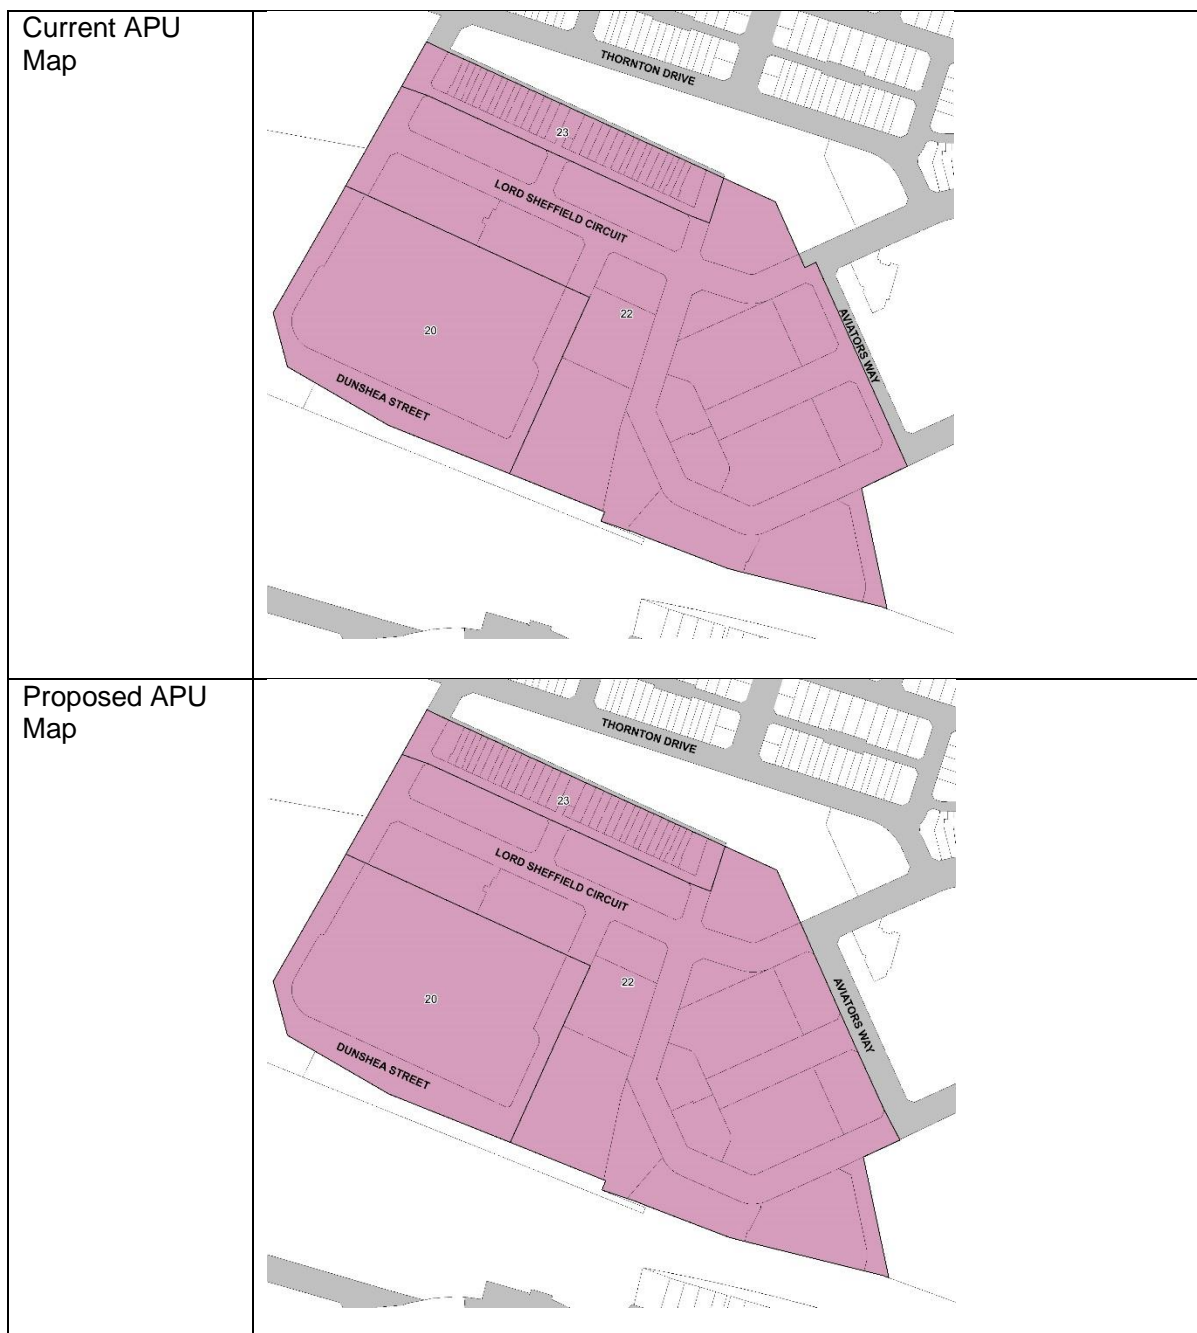 Current APU
Map
THORNTON DRIVE
23
LORD SHEFFIELD CIRCUIT
20
22
AVIATORS WAY
DUNSHEA STREET
Proposed APU
Map
THORNTON DRIVE
23
LORD SHEFFIELD CIRCUIT
20
22
AVIATORS WAY
DUNSHEA STREET